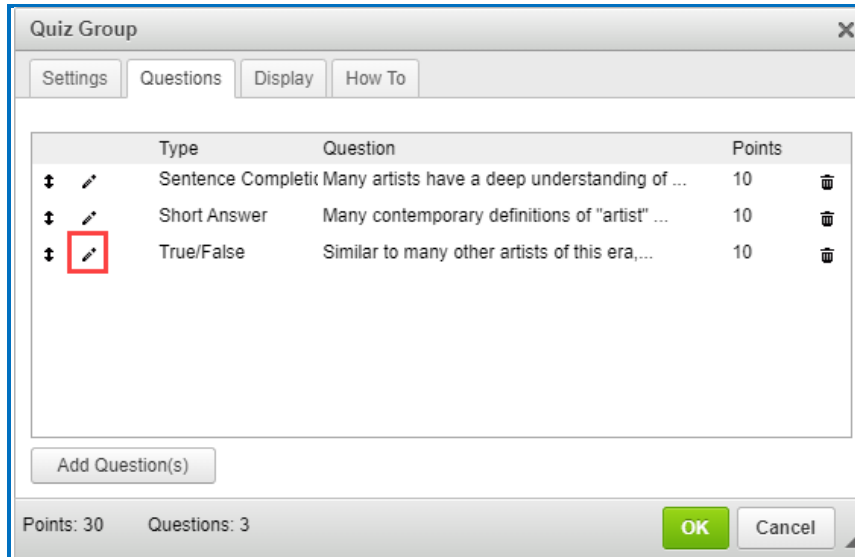 Quiz Group
Settings Questions Display How To
Type Question Points
Sentence Completic Many artists have a deep understanding of ... 10
Short Answer Many contemporary definitions of "artist" ... 10
True/False Similar to many other artists of this era,... 10
Add Question(s)
Points: 30 Questions: 3 OK Cancel